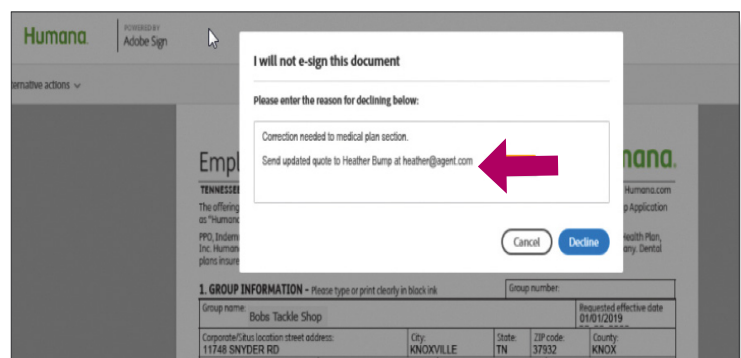 Humana
POWERED BY
Adobe Sign
ternative actions
I will not e-sign this document
Please enter the reason for declining below:
Correction needed to medical plan section.
Send updated quote to Heather Bump at heather@agent.com
Cancel
Decline
Empl
mana.
TENNESSEE
Humana.com
The offering
p Application
as "Humana
PPO, Indem
Health Plan,
Inc. Human
any. Dental
plans insure
1. GROUP INFORMATION - Please type or print clearly in black ink
Group number:
Group name:
Bobs Tackle Shop
Requested effective date
01/01/2019
Corporate/Situs location street address:
City:
State:
ZIP code:
County:
11748 SNYDER RD
KNOXVILLE
TN
37932
KNOX